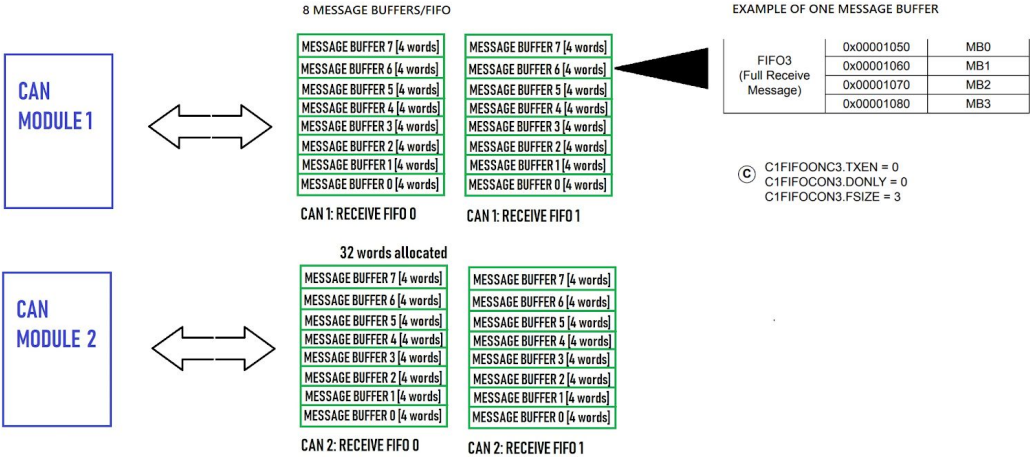 8 MESSAGE BUFFERS/FIFO
EXAMPLE OF ONE MESSAGE BUFFER
CAN
MODULE 1
MESSAGE BUFFER 7 [4 words]
MESSAGE BUFFER 6 [4 words]
MESSAGE BUFFER 5 [4 words]
MESSAGE BUFFER 4 [4 words]
MESSAGE BUFFER 3 [4 words]
MESSAGE BUFFER 2 [4 words]
MESSAGE BUFFER 1 [4 words]
MESSAGE BUFFER 0 [4 words]
CAN 1: RECEIVE FIFO 0
MESSAGE BUFFER 7 [4 words]
MESSAGE BUFFER 6 [4 words]
MESSAGE BUFFER 5 [4 words]
MESSAGE BUFFER 4 [4 words]
MESSAGE BUFFER 3 [4 words]
MESSAGE BUFFER 2 [4 words]
MESSAGE BUFFER 1 [4 words]
MESSAGE BUFFER 0 [4 words]
CAN 1: RECEIVE FIFO 1
FIFO3
(Full Receive
Message)
0x00001050 MB0
0x00001060 MB1
0x00001070 MB2
0x00001080 MB3
C
C1FIFOONC3.TXEN = 0
C1FIFOCON3.DONLY = 0
C1FIFOCON3.FSIZE = 3
CAN
MODULE 2
32 words allocated
MESSAGE BUFFER 7 [4 words]
MESSAGE BUFFER 6 [4 words]
MESSAGE BUFFER 5 [4 words]
MESSAGE BUFFER 4 [4 words]
MESSAGE BUFFER 3 [4 words]
MESSAGE BUFFER 2 [4 words]
MESSAGE BUFFER 1 [4 words]
MESSAGE BUFFER 0 [4 words]
CAN 2: RECEIVE FIFO 0
MESSAGE BUFFER 7 [4 words]
MESSAGE BUFFER 6 [4 words]
MESSAGE BUFFER 5 [4 words]
MESSAGE BUFFER 4 [4 words]
MESSAGE BUFFER 3 [4 words]
MESSAGE BUFFER 2 [4 words]
MESSAGE BUFFER 1 [4 words]
MESSAGE BUFFER 0 [4 words]
CAN 2: RECEIVE FIFO 1